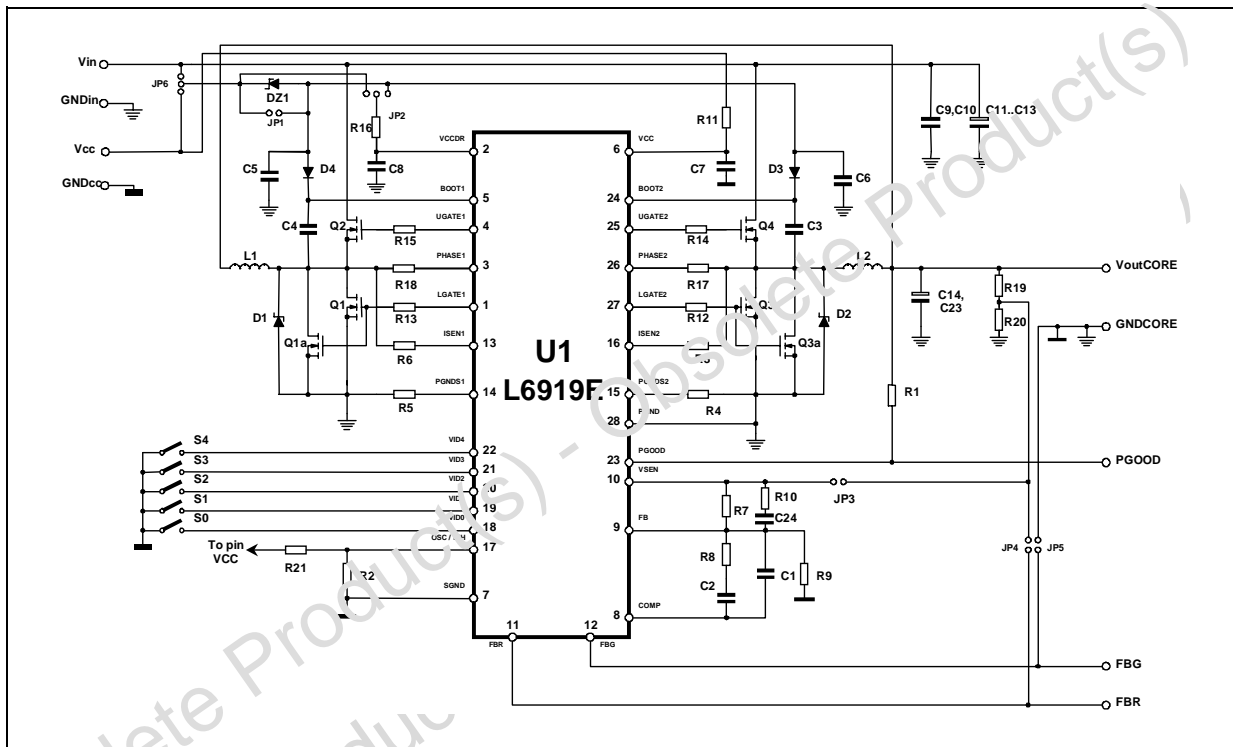 Vin
JP6
DZ1
JP1
GNDin
Vcc
GNDcc
JP2
R16
C8
C5
D4
C4
R11
C7
D3
C6
C3
C9,C10
C11..C13
VCCDR
2
BOOT1
5
UGATE1
4
PHASE1
3
LGATE1
1
ISEN1
13
PGNDS1
14
VID4
22
VID3
21
VID2
VID
19
VID0
18
17
SGND
7
VCC
6
BOOT2
24
UGATE2
25
PHASE2
26
LGATE2
27
ISEN2
16
15
28
PGOOD
23
VSEN
10
FB
9
COMP
8
11
FBR
12
FBG
U1
Q2
R15
L1
R18
Q1
R13
D1
Q1a
R6
R5
Q4
R14
R17
L2
R12
D2
Q3a
R4
C14,
C23
R19
R20
R1
VoutCORE
GNDCORE
PGOOD
S4
S3
S2
S1
S0
To pin
VCC
R21
R2
R7
R10
C24
JP3
R8
C2
C1
R9
JP4
JP5
FBG
FBR
Obsolete Product(s)
Product(s) -